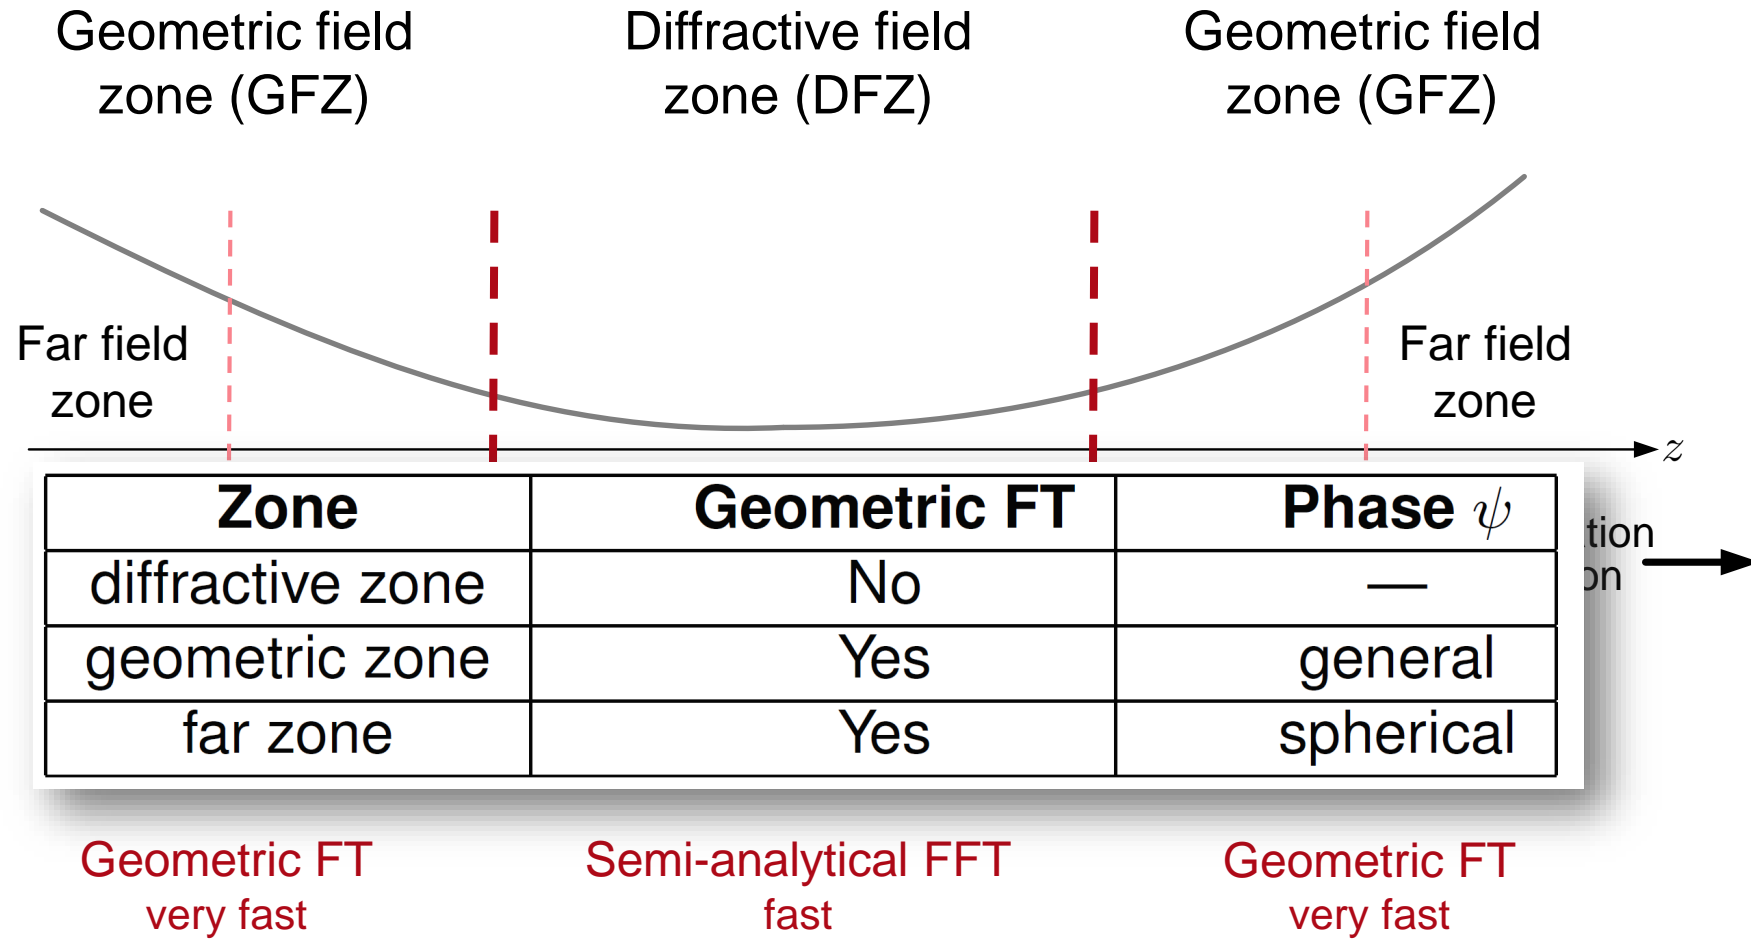 Geometric field
zone (GFZ)
Diffractive field
zone (DFZ)
Geometric field
zone (GFZ)
Far field
zone
Far field
zone
z
Zone Geometric FT Phase ψ
diffractive zone No —
geometric zone Yes general
far zone Yes spherical
tion
on
Geometric FT
very fast
Semi-analytical FFT
fast
Geometric FT
very fast